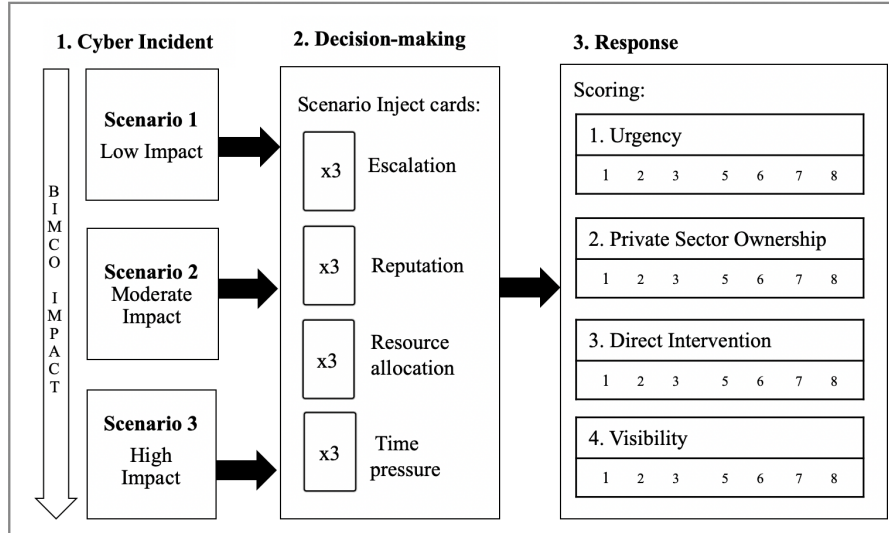 1. Cyber Incident
BIMCO IMPACT
Scenario 1
Low Impact
Scenario 2
Moderate
Impact
Scenario 3
High
Impact
2. Decision-making
Scenario Inject cards:
x3
Escalation
x3
Reputation
x3
Resource
allocation
x3
Time
pressure
3. Response
Scoring:
1. Urgency
1 2 3 5 6 7 8
2. Private Sector Ownership
1 2 3 5 6 7 8
3. Direct Intervention
1 2 3 5 6 7 8
4. Visibility
1 2 3 5 6 7 8